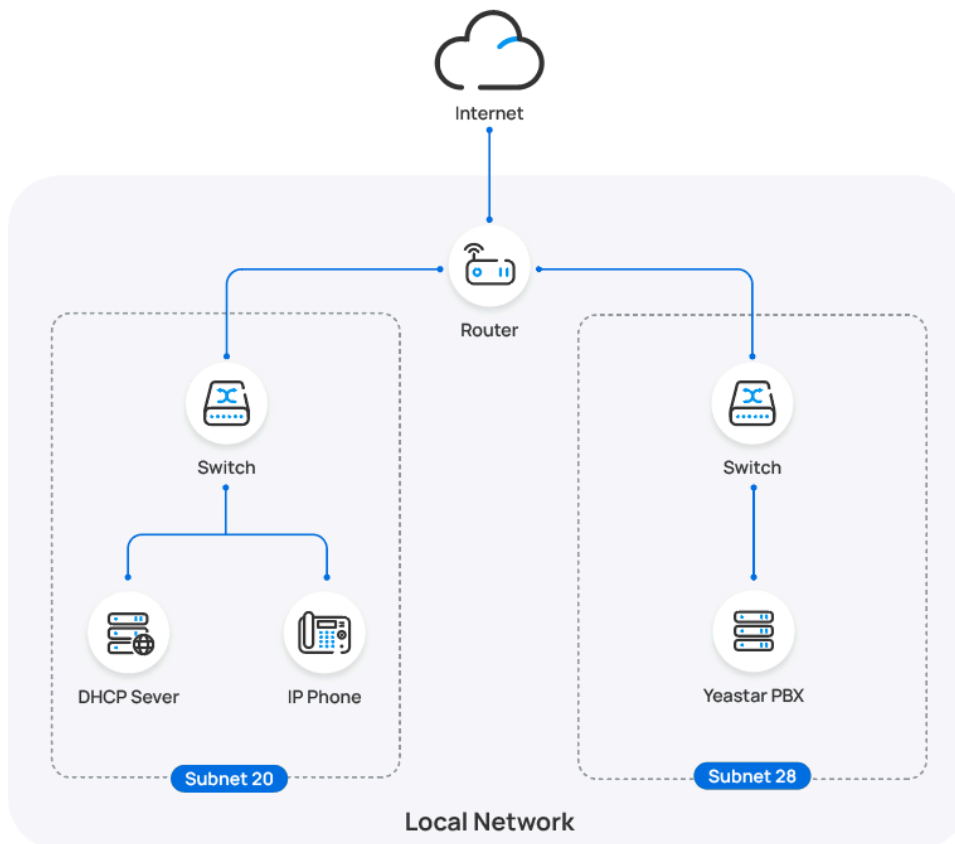 Internet
Router
Switch
Switch
DHCP Sever
IP Phone
Yeastar PBX
Subnet 20
Subnet 28
Local Network